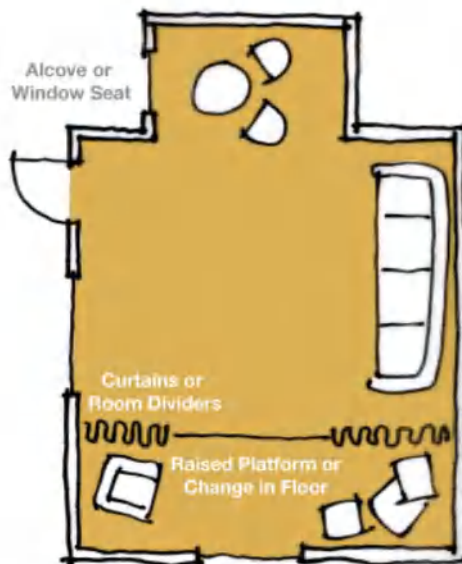 Alcove or
Window Seat
Curtains or
Room Dividers
Raised Platform or
Change in Floor